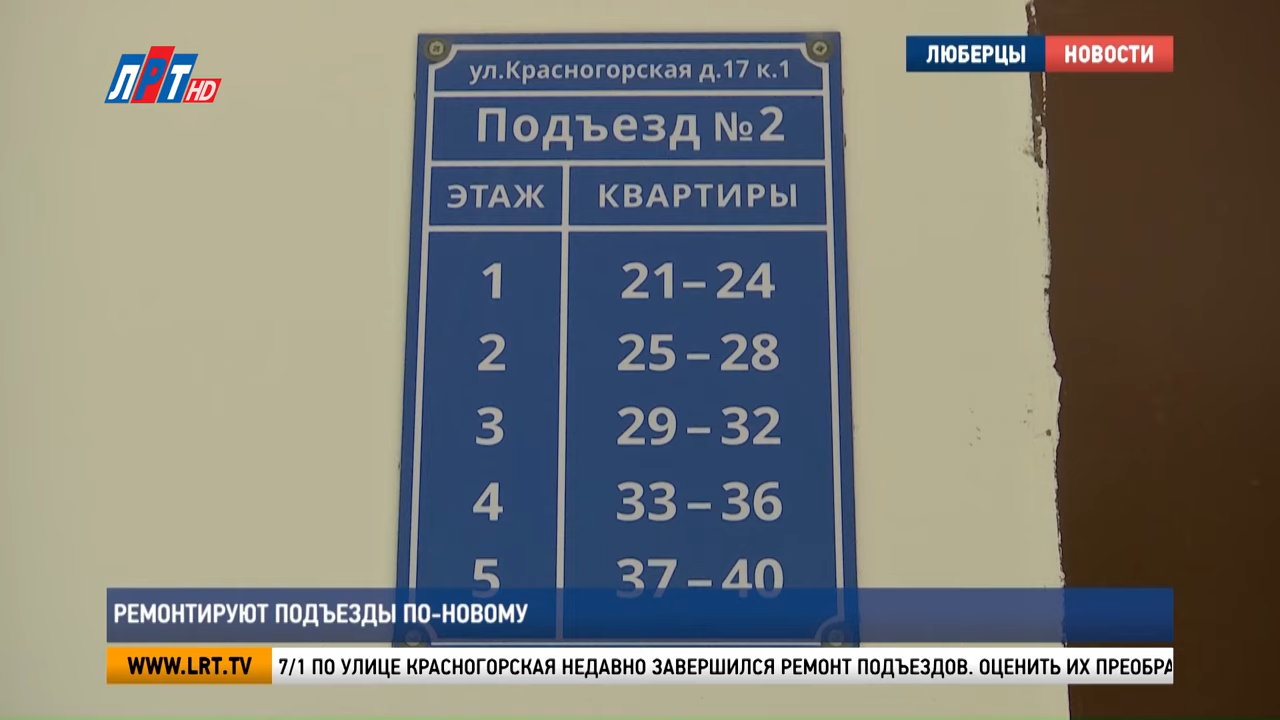 ЛРТ HD
ЛЮБЕРЦЫ НОВОСТИ
ул.Красногорская д.17 к.1
Подъезд №2
ЭТАЖ КВАРТИРЫ
1 21–24
2 25–28
3 29–32
4 33–36
5 37–40
РЕМОНТИРУЮТ ПОДЪЕЗДЫ ПО-НОВОМУ
WWW.LRT.TV 7/1 ПО УЛИЦЕ КРАСНОГОРСКАЯ НЕДАВНО ЗАВЕРШИЛСЯ РЕМОНТ ПОДЪЕЗДОВ. ОЦЕНИТЬ ИХ ПРЕОБРА